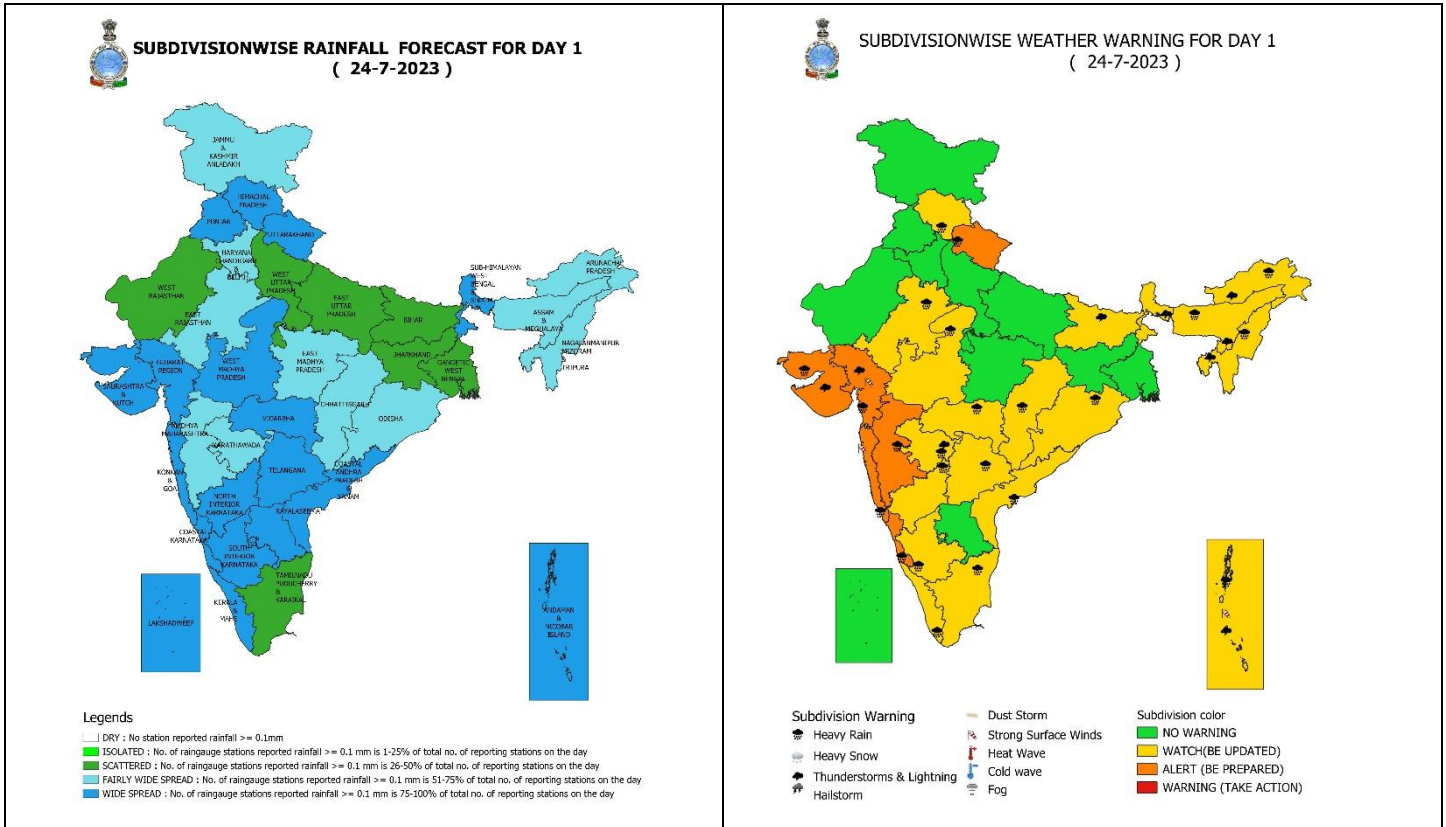 SUBDIVISIONWISE RAINFALL FORECAST FOR DAY 1
( 24-7-2023 )
JAMMU
&
KASHMIR
ANLADAKH
HIMACHAL
PRADESH
PUNJAB
UTTARAKHAND
HARYANA
CHANDIGARH
&
DELHI
WEST
UTTAR
PRADESH
WEST
RAJASTHAN
EAST
UTTAR
PRADESH
EAST
RAJASTHAN
BIHAR
SUB-HIMALAYAN
WEST
BENGAL
&
ARUNACHAL
PRADESH
ASSAM
&
MEGHALAYA
NAGALANMANIPUR
MIZORAM
&
TRIPURA
GUJARAT
REGION
WEST
MADHYA
PRADESH
EAST
MADHYA
PRADESH
JHARKHAND
GANGETIC
WEST
BENGAL
SAURASHTRA
&
KUTCH
CHHATTISGARH
ODISHA
VIDARBHA
MADHYA
MAHARASHTRA
MARATHAWADA
KONKAN
&
GOA
TELANGANA
COASTAL
ANDHRA
PRADESH
&
YANAM
NORTH
INTERIOR
KARNATAKA
RAYALASEEMA
COASTAL
KARNATAKA
SOUTH
INTERIOR
KARNATAKA
TAMILNADU
PUDUCHERRY
&
KARAIKAL
KERALA
&
MAHE
LAKSHADWEEP
ANDAMAN
&
NICOBAR
ISLAND
Legends
DRY : No station reported rainfall >= 0.1mm
ISOLATED : No. of raingauge stations reported rainfall >= 0.1 mm is 1-25% of total no. of reporting stations on the day
SCATTERED : No. of raingauge stations reported rainfall >= 0.1 mm is 26-50% of total no. of reporting stations on the day
FAIRLY WIDE SPREAD : No. of raingauge stations reported rainfall >= 0.1 mm is 51-75% of total no. of reporting stations on the day
WIDE SPREAD : No. of raingauge stations reported rainfall >= 0.1 mm is 75-100% of total no. of reporting stations on the day
SUBDIVISIONWISE WEATHER WARNING FOR DAY 1
( 24-7-2023 )
Subdivision Warning
Heavy Rain
Heavy Snow
Thunderstorms & Lightning
Hailstorm
Dust Storm
Strong Surface Winds
Heat Wave
Cold wave
Fog
Subdivision color
NO WARNING
WATCH(BE UPDATED)
ALERT (BE PREPARED)
WARNING (TAKE ACTION)